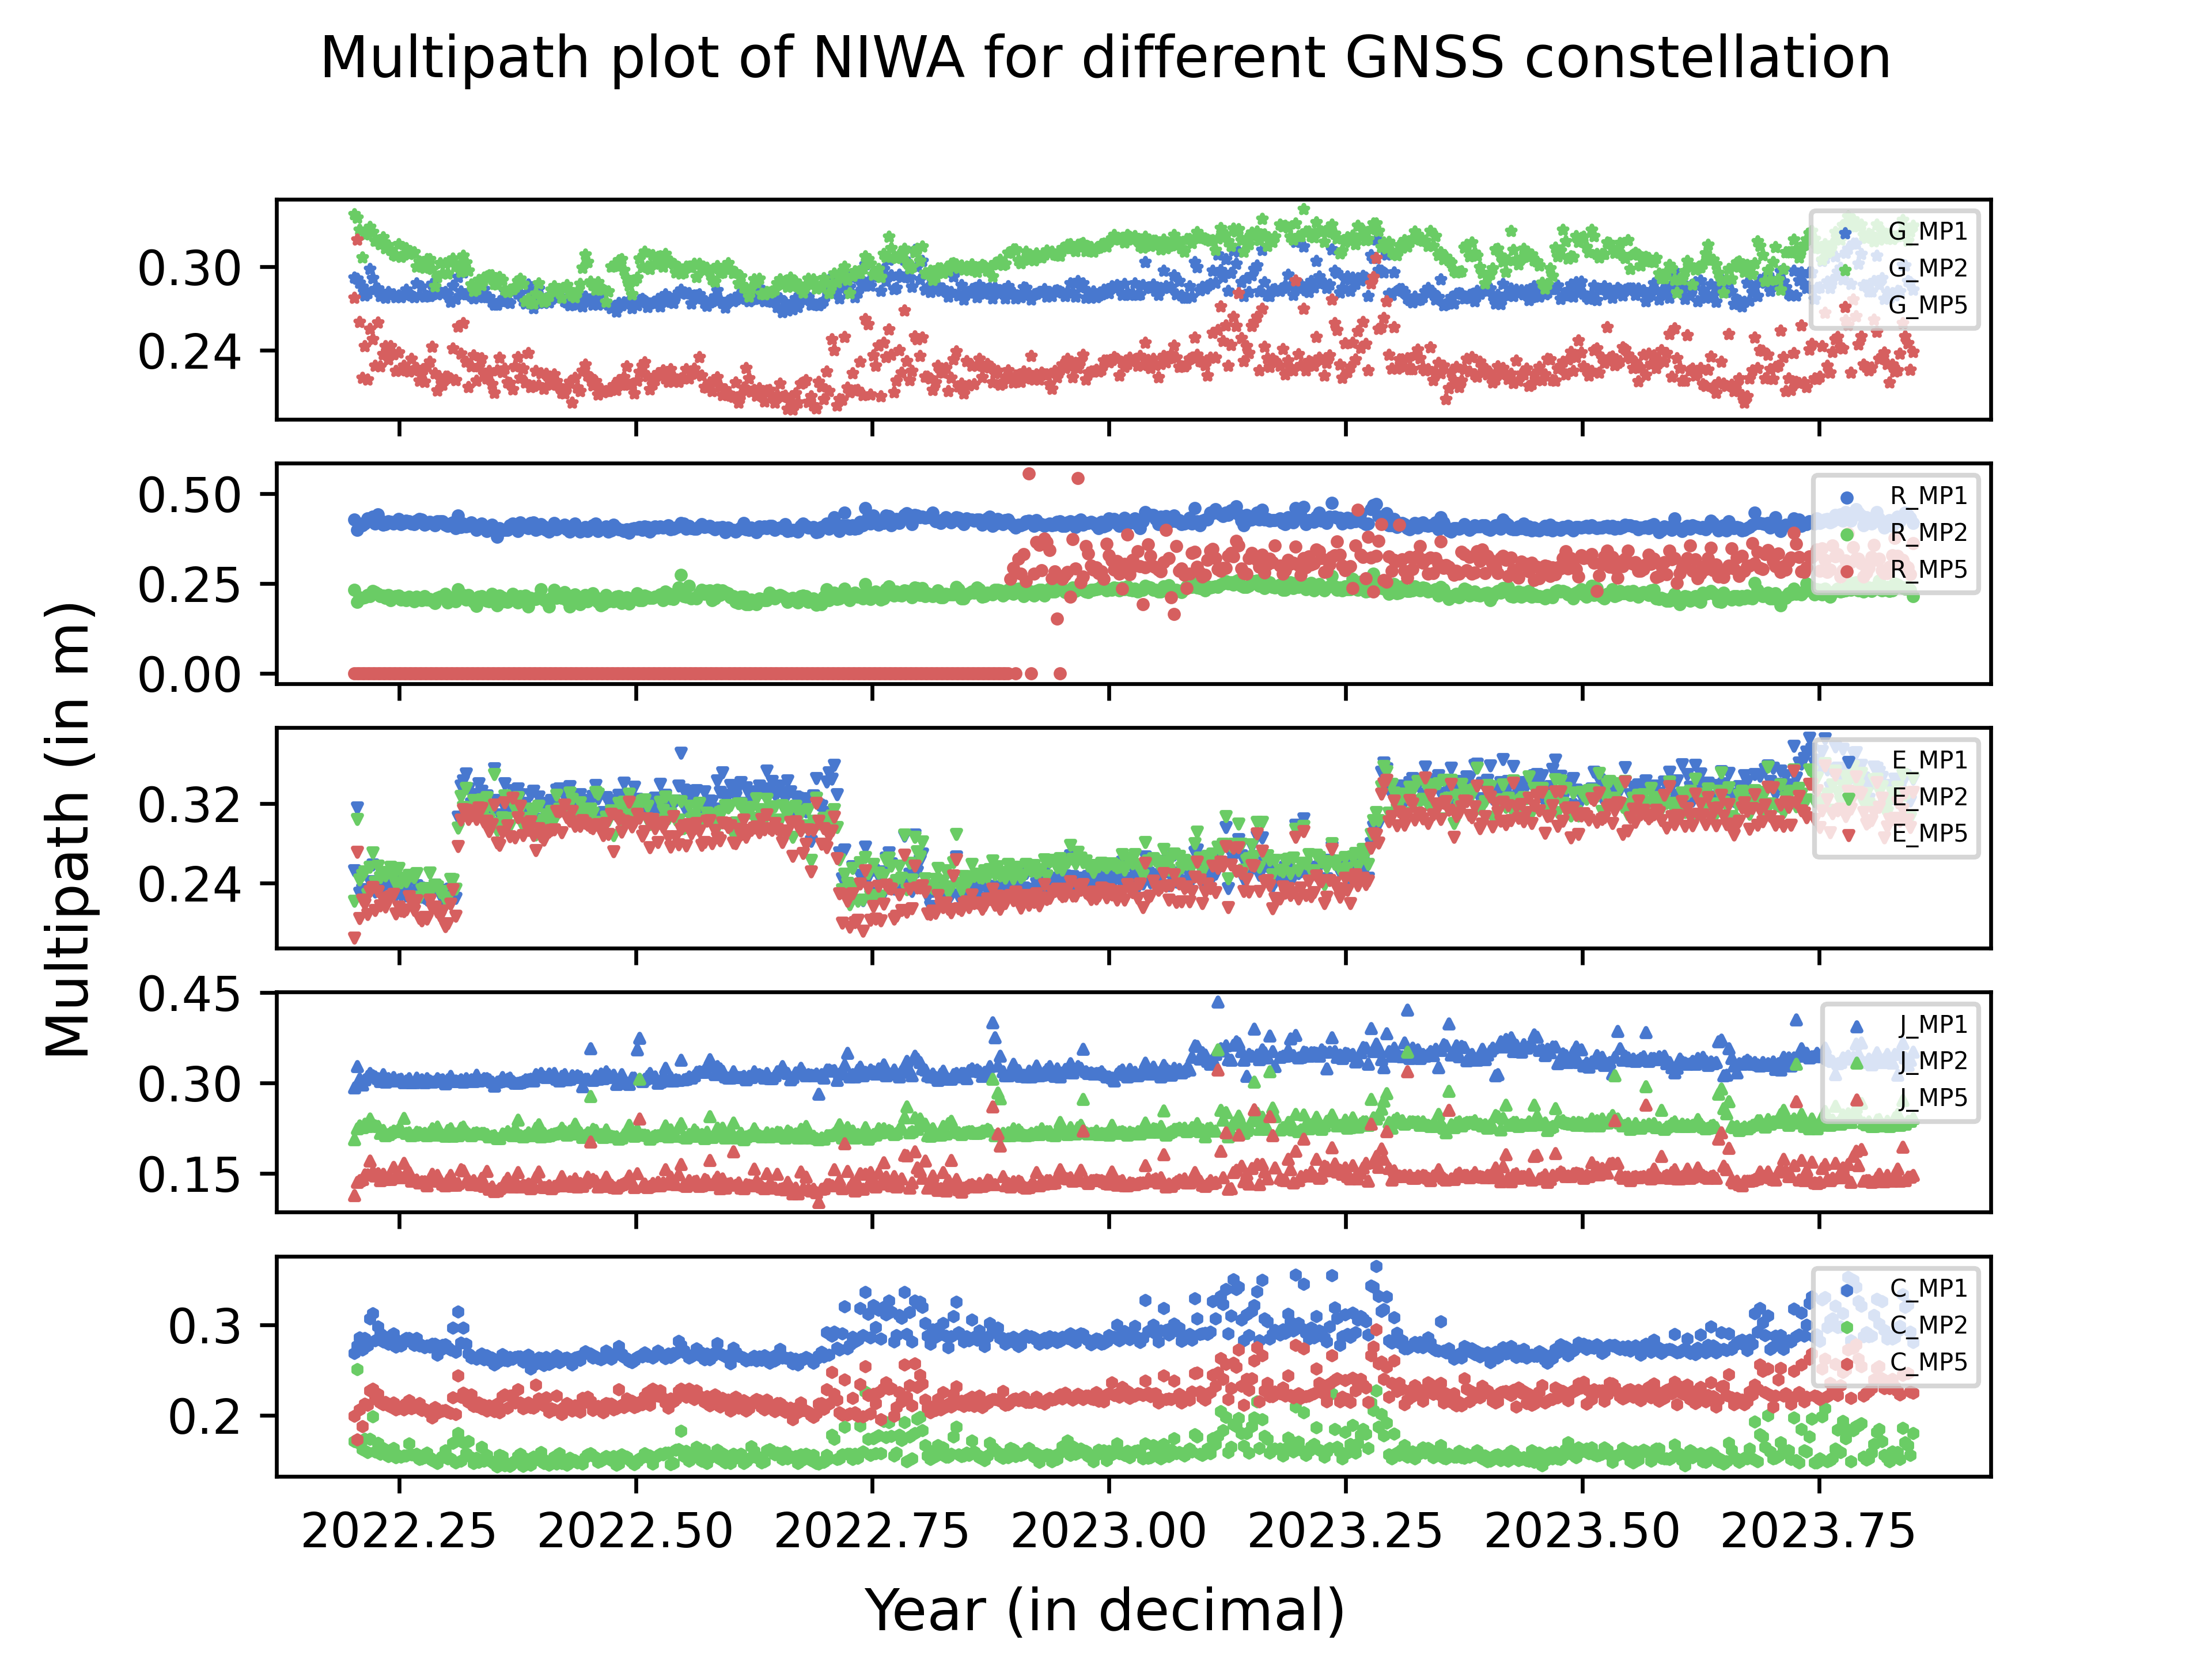 Multipath plot of NIWA for different GNSS constellation
Multipath (in m)
0.30
0.24
G_MP1
G_MP2
G_MP5
0.50
0.25
0.00
R_MP1
R_MP2
R_MP5
0.32
0.24
E_MP1
E_MP2
E_MP5
0.45
0.30
0.15
J_MP1
J_MP2
J_MP5
0.3
0.2
C_MP1
C_MP2
C_MP5
2022.25 2022.50 2022.75 2023.00 2023.25 2023.50 2023.75
Year (in decimal)